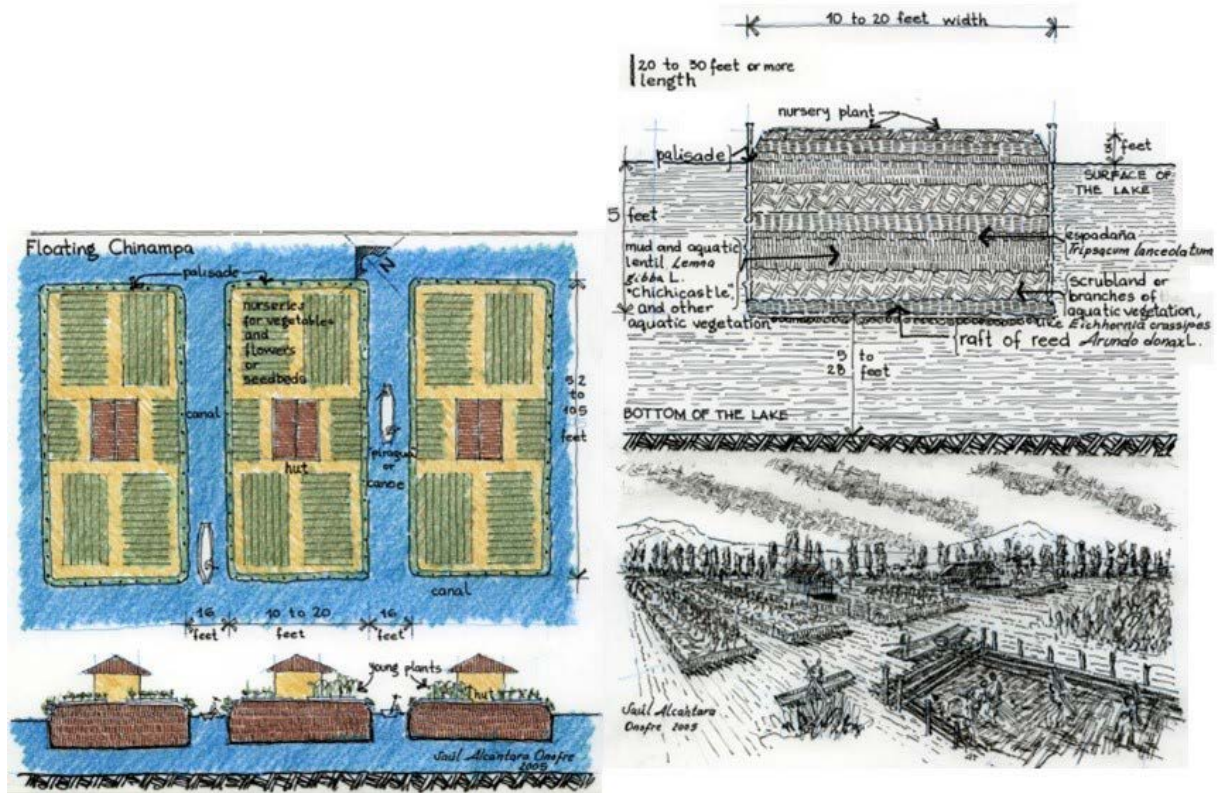 Floating Chinampa
palisade
N
nurseries
for vegetables
and
flowers
or
seedbeds
canal
hut
piragua
or
canoe
52
to
105
feet
canal
16
feet
10 to 20
feet
16
feet
young plants
hut
Saúl Alcántara Onofre
2005
10 to 20 feet width
20 to 30 feet or more
length
nursery plant
palisade
3
feet
SURFACE OF
THE LAKE
5
feet
mud and aquatic
lentil Lemna
gibba L.
"Chichicastle"
and other
aquatic vegetation
espadaña
Tripsacum lanceolatum
scrubland or
branches of
aquatic vegetation,
like Eichhornia crassipes
raft of reed Arundo donax L.
5 to
28
feet
BOTTOM OF THE LAKE
Saúl Alcántara
Onofre 2005